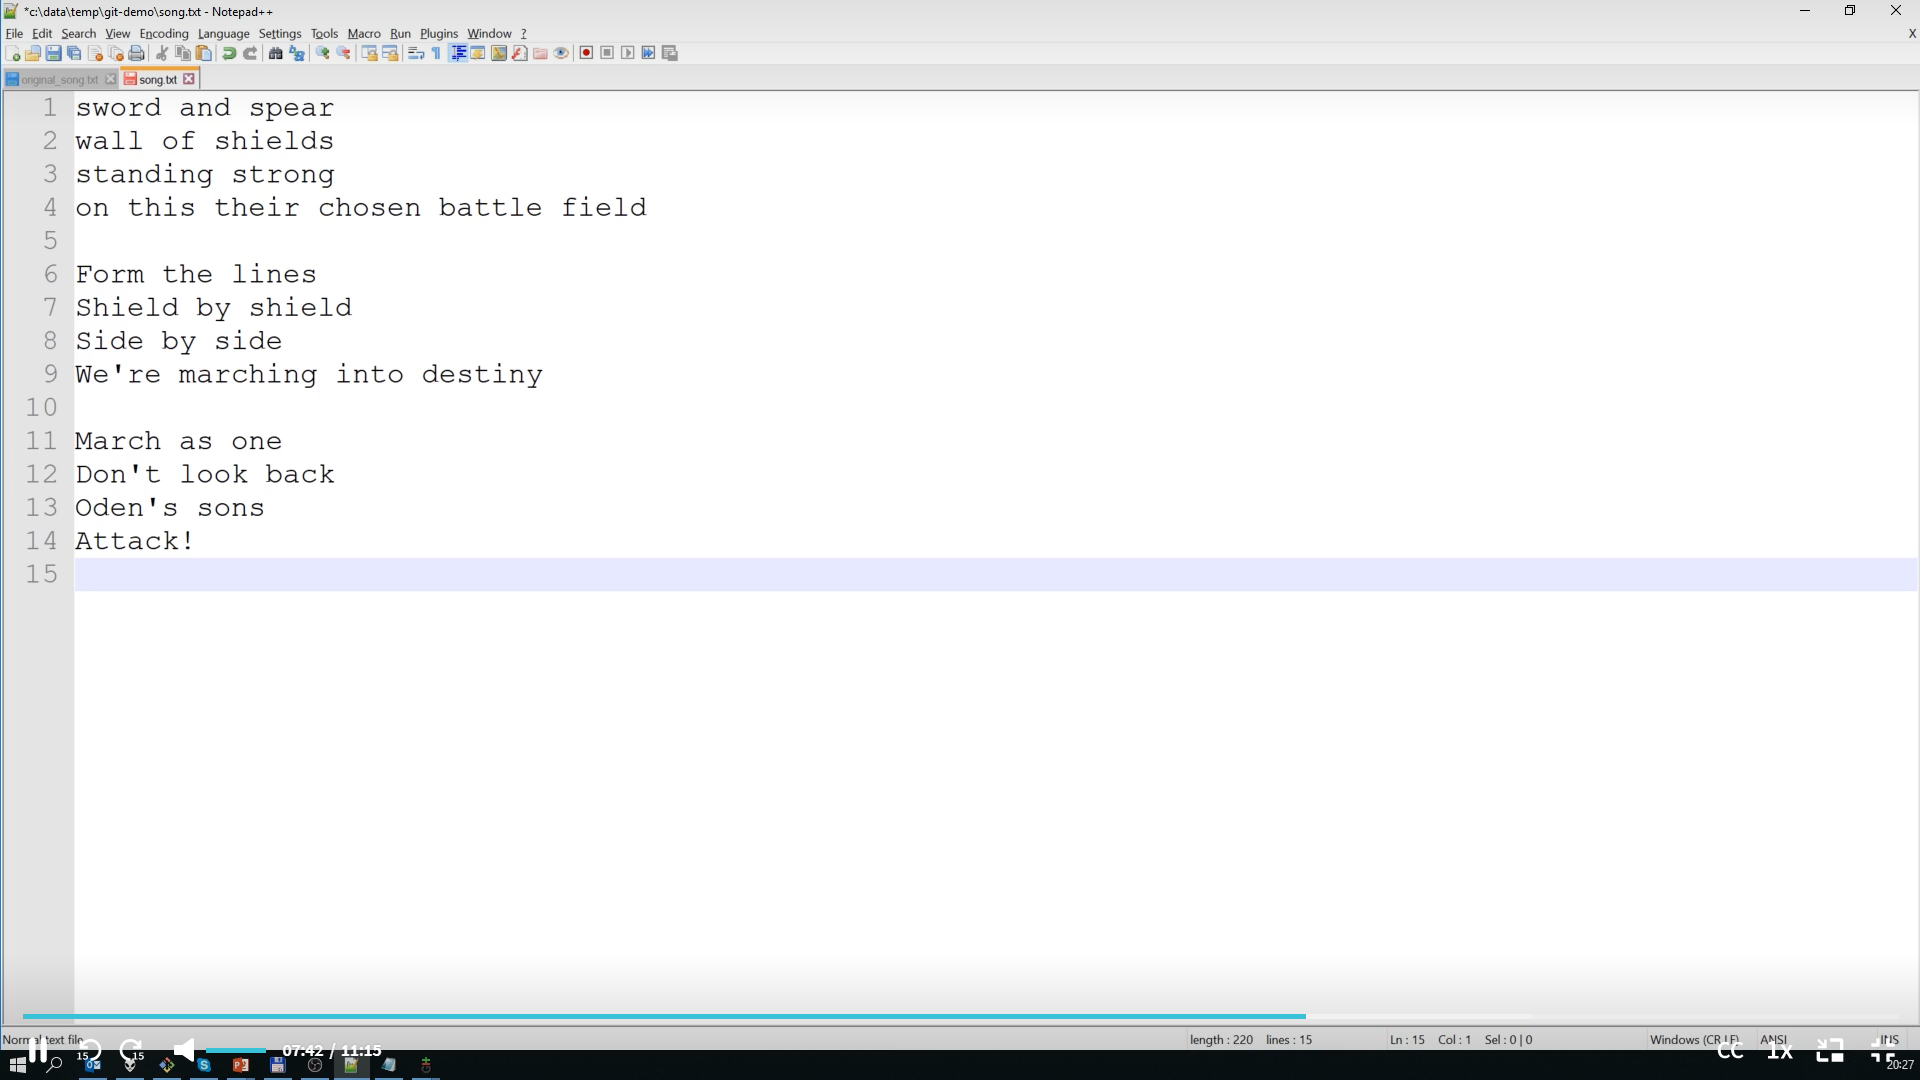 *c:\data\temp\git-demo\song.txt - Notepad++
File Edit Search View Encoding Language Settings Tools Macro Run Plugins Window ? X
original_song.txt song.txt
1 sword and spear
2 wall of shields
3 standing strong
4 on this their chosen battle field
5
6 Form the lines
7 Shield by shield
8 Side by side
9 We're marching into destiny
10
11 March as one
12 Don't look back
13 Oden's sons
14 Attack!
15
Normal text file length : 220 lines : 15 Ln : 15 Col : 1 Sel : 0 | 0 Windows (CR LF) ANSI INS
15 15 07:42 / 11:15 CC 1x
20:27